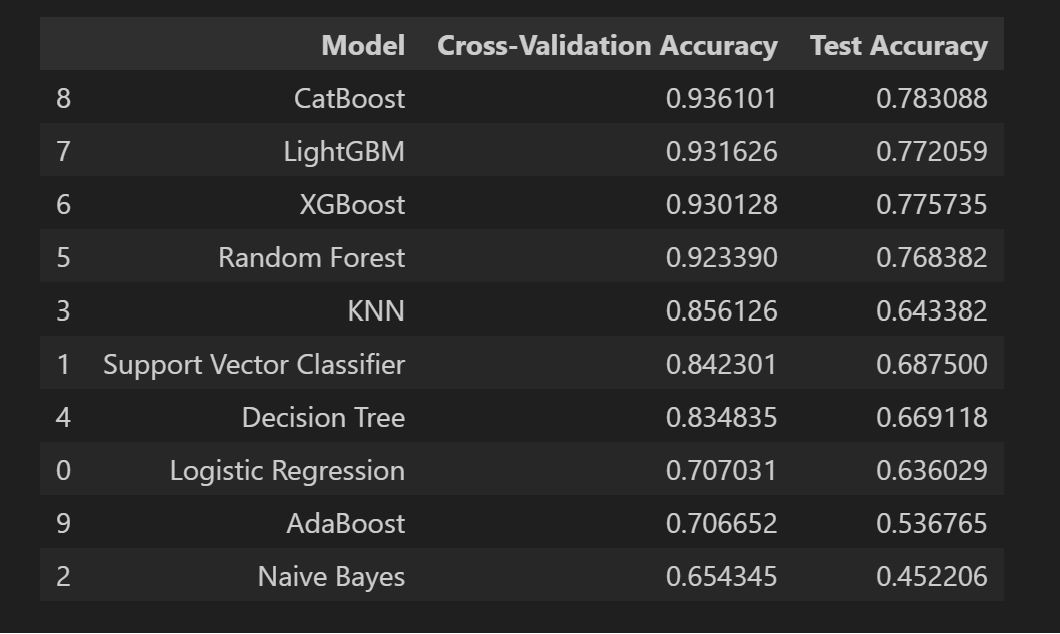 Model Cross-Validation Accuracy Test Accuracy
8 CatBoost 0.936101 0.783088
7 LightGBM 0.931626 0.772059
6 XGBoost 0.930128 0.775735
5 Random Forest 0.923390 0.768382
3 KNN 0.856126 0.643382
1 Support Vector Classifier 0.842301 0.687500
4 Decision Tree 0.834835 0.669118
0 Logistic Regression 0.707031 0.636029
9 AdaBoost 0.706652 0.536765
2 Naive Bayes 0.654345 0.452206